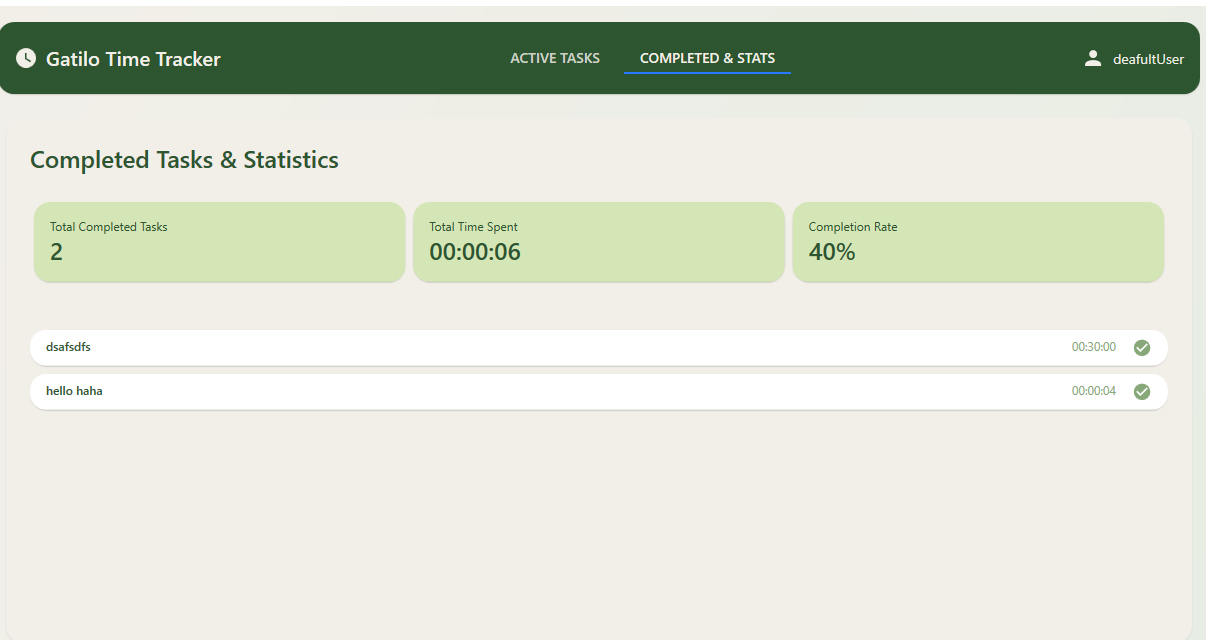 Gatilo Time Tracker
ACTIVE TASKS
COMPLETED & STATS
deafultUser
Completed Tasks & Statistics
Total Completed Tasks
2
Total Time Spent
00:00:06
Completion Rate
40%
dsafsdfs 00:30:00
hello haha 00:00:04